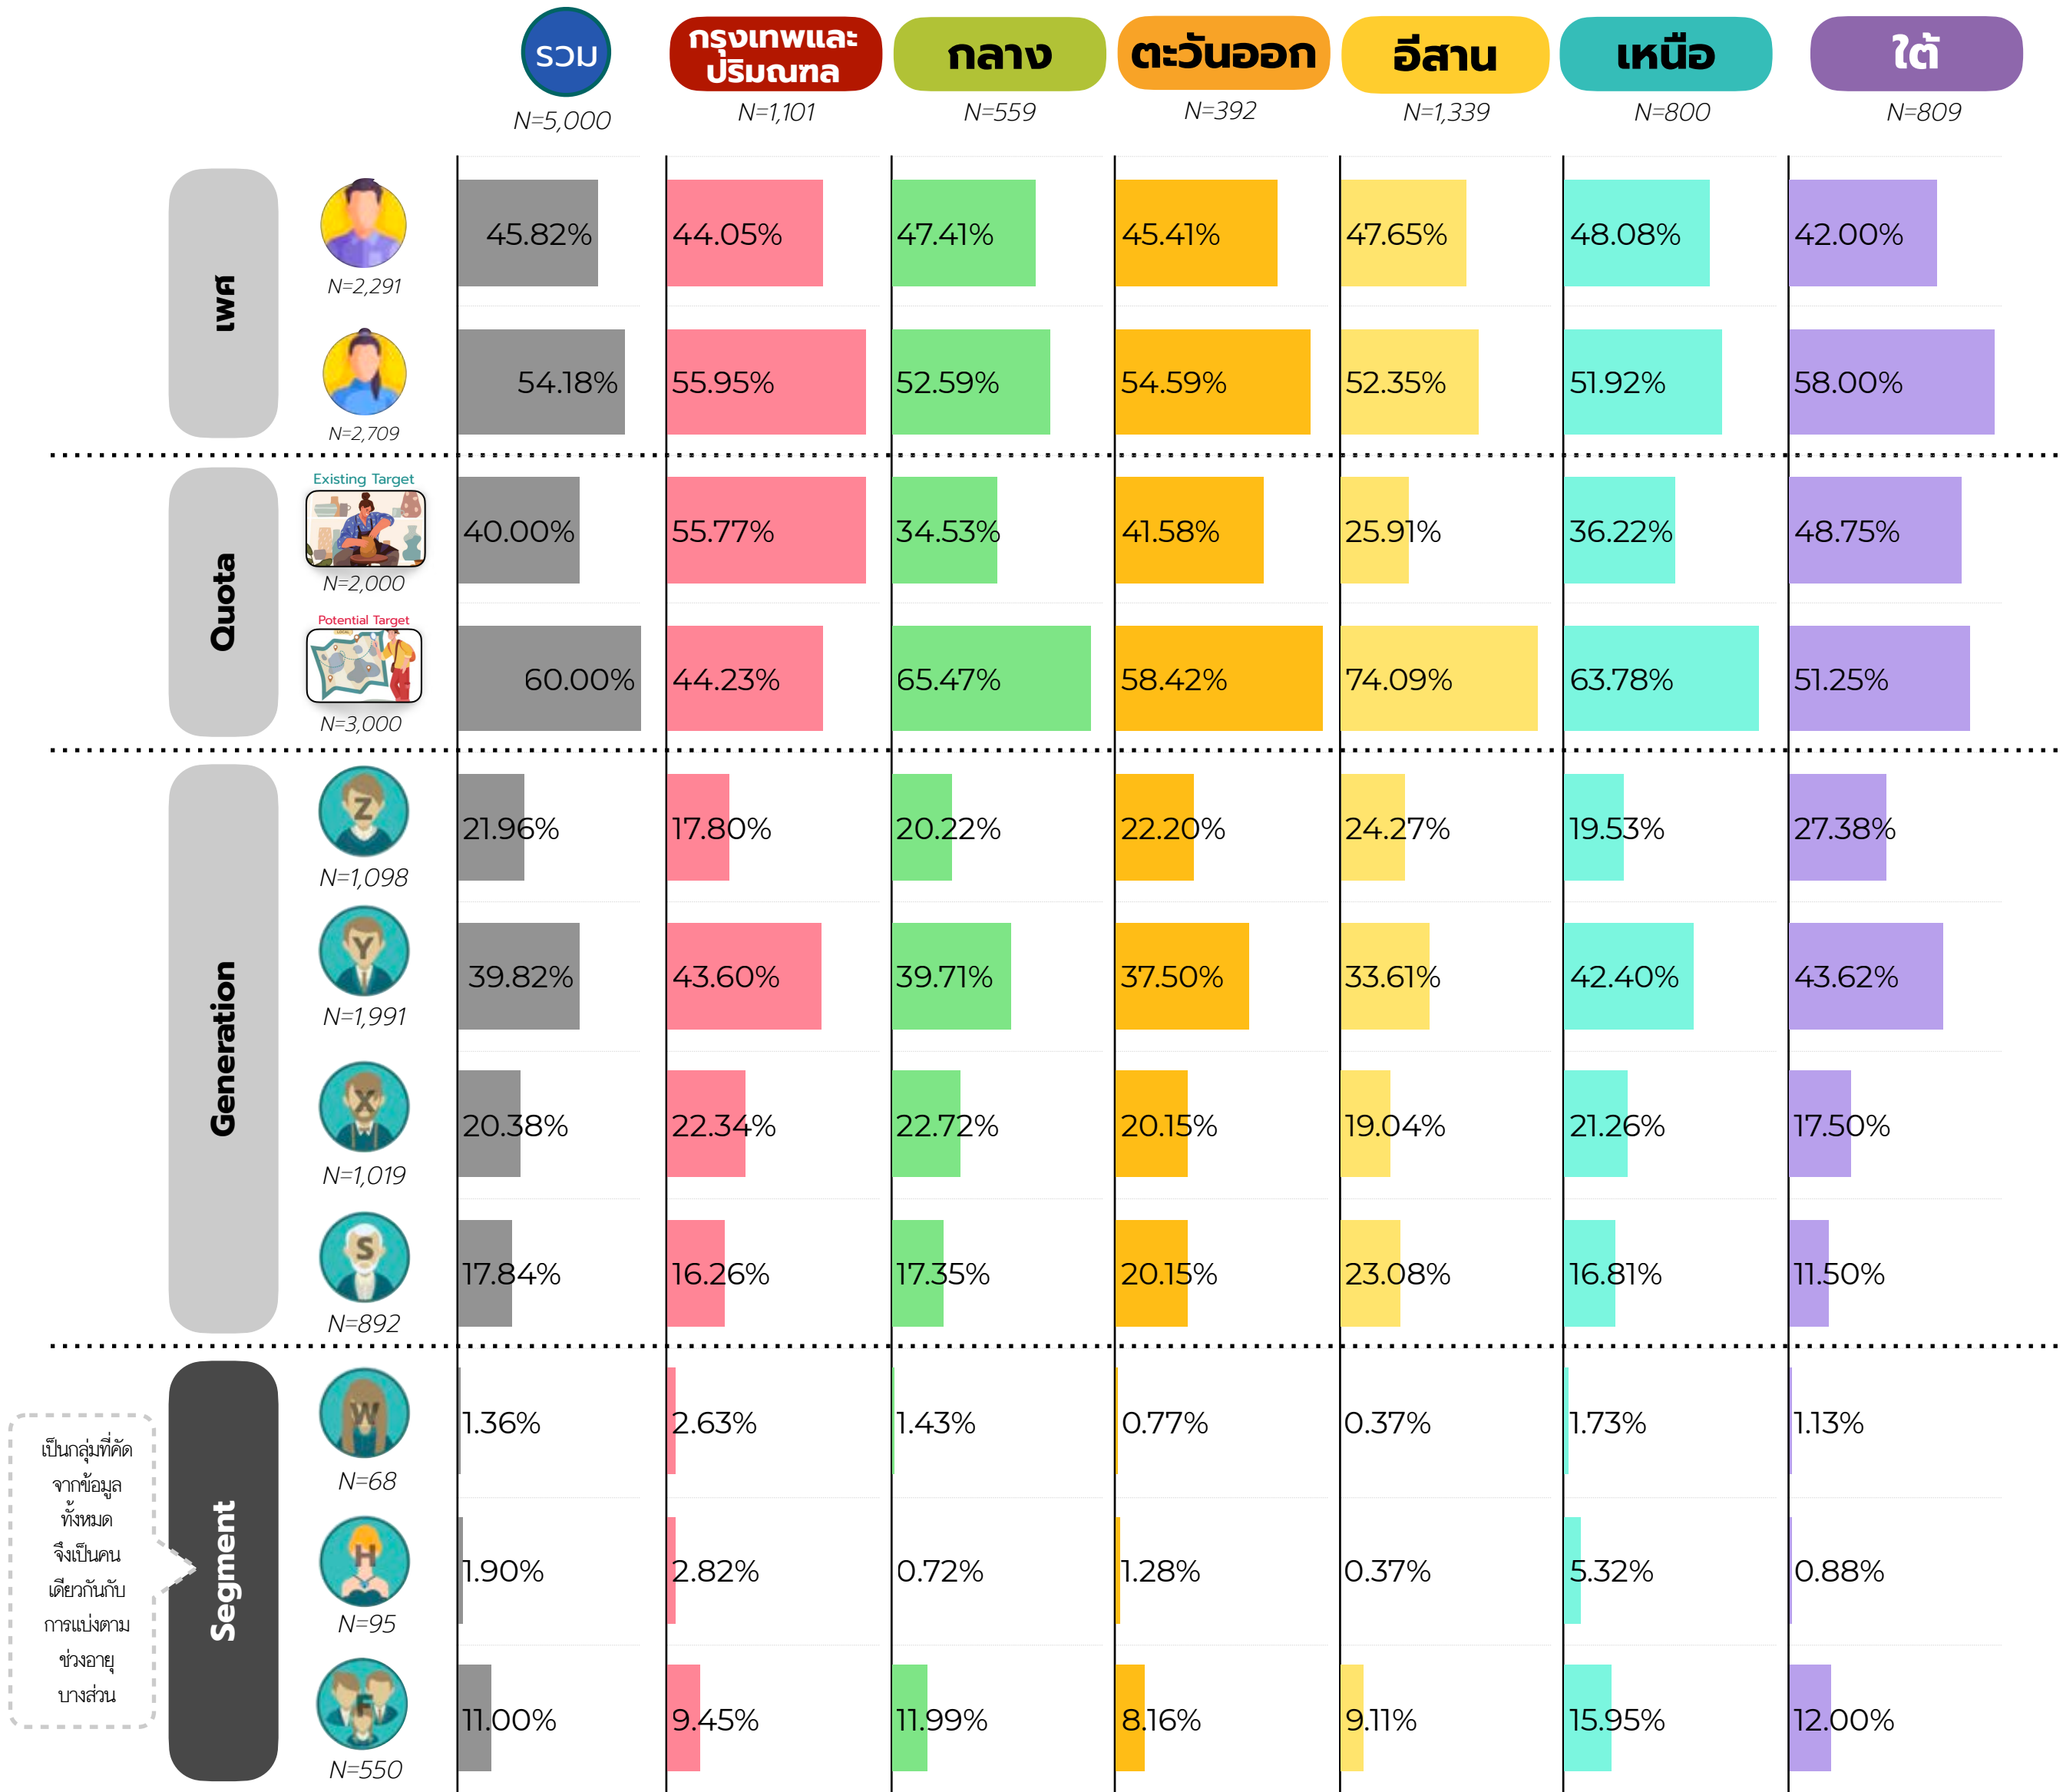 รวม
กรุงเทพและ
ปริมณฑล
กลาง
ตะวันออก
อีสาน
เหนือ
ใต้
N=5,000
N=1,101
N=559
N=392
N=1,339
N=800
N=809
เพศ
N=2,291
45.82%
44.05%
47.41%
45.41%
47.65%
48.08%
42.00%
N=2,709
54.18%
55.95%
52.59%
54.59%
52.35%
51.92%
58.00%
Quota
Existing Target
N=2,000
40.00%
55.77%
34.53%
41.58%
25.91%
36.22%
48.75%
Potential Target
N=3,000
60.00%
44.23%
65.47%
58.42%
74.09%
63.78%
51.25%
Generation
Z
N=1,098
21.96%
17.80%
20.22%
22.20%
24.27%
19.53%
27.38%
Y
N=1,991
39.82%
43.60%
39.71%
37.50%
33.61%
42.40%
43.62%
X
N=1,019
20.38%
22.34%
22.72%
20.15%
19.04%
21.26%
17.50%
S
N=892
17.84%
16.26%
17.35%
20.15%
23.08%
16.81%
11.50%
เป็นกลุ่มที่คัด
จากข้อมูล
ทั้งหมด
จึงเป็นคน
เดียวกันกับ
การแบ่งตาม
ช่วงอายุ
บางส่วน
Segment
W
N=68
1.36%
2.63%
1.43%
0.77%
0.37%
1.73%
1.13%
H
N=95
1.90%
2.82%
0.72%
1.28%
0.37%
5.32%
0.88%
F
N=550
11.00%
9.45%
11.99%
8.16%
9.11%
15.95%
12.00%